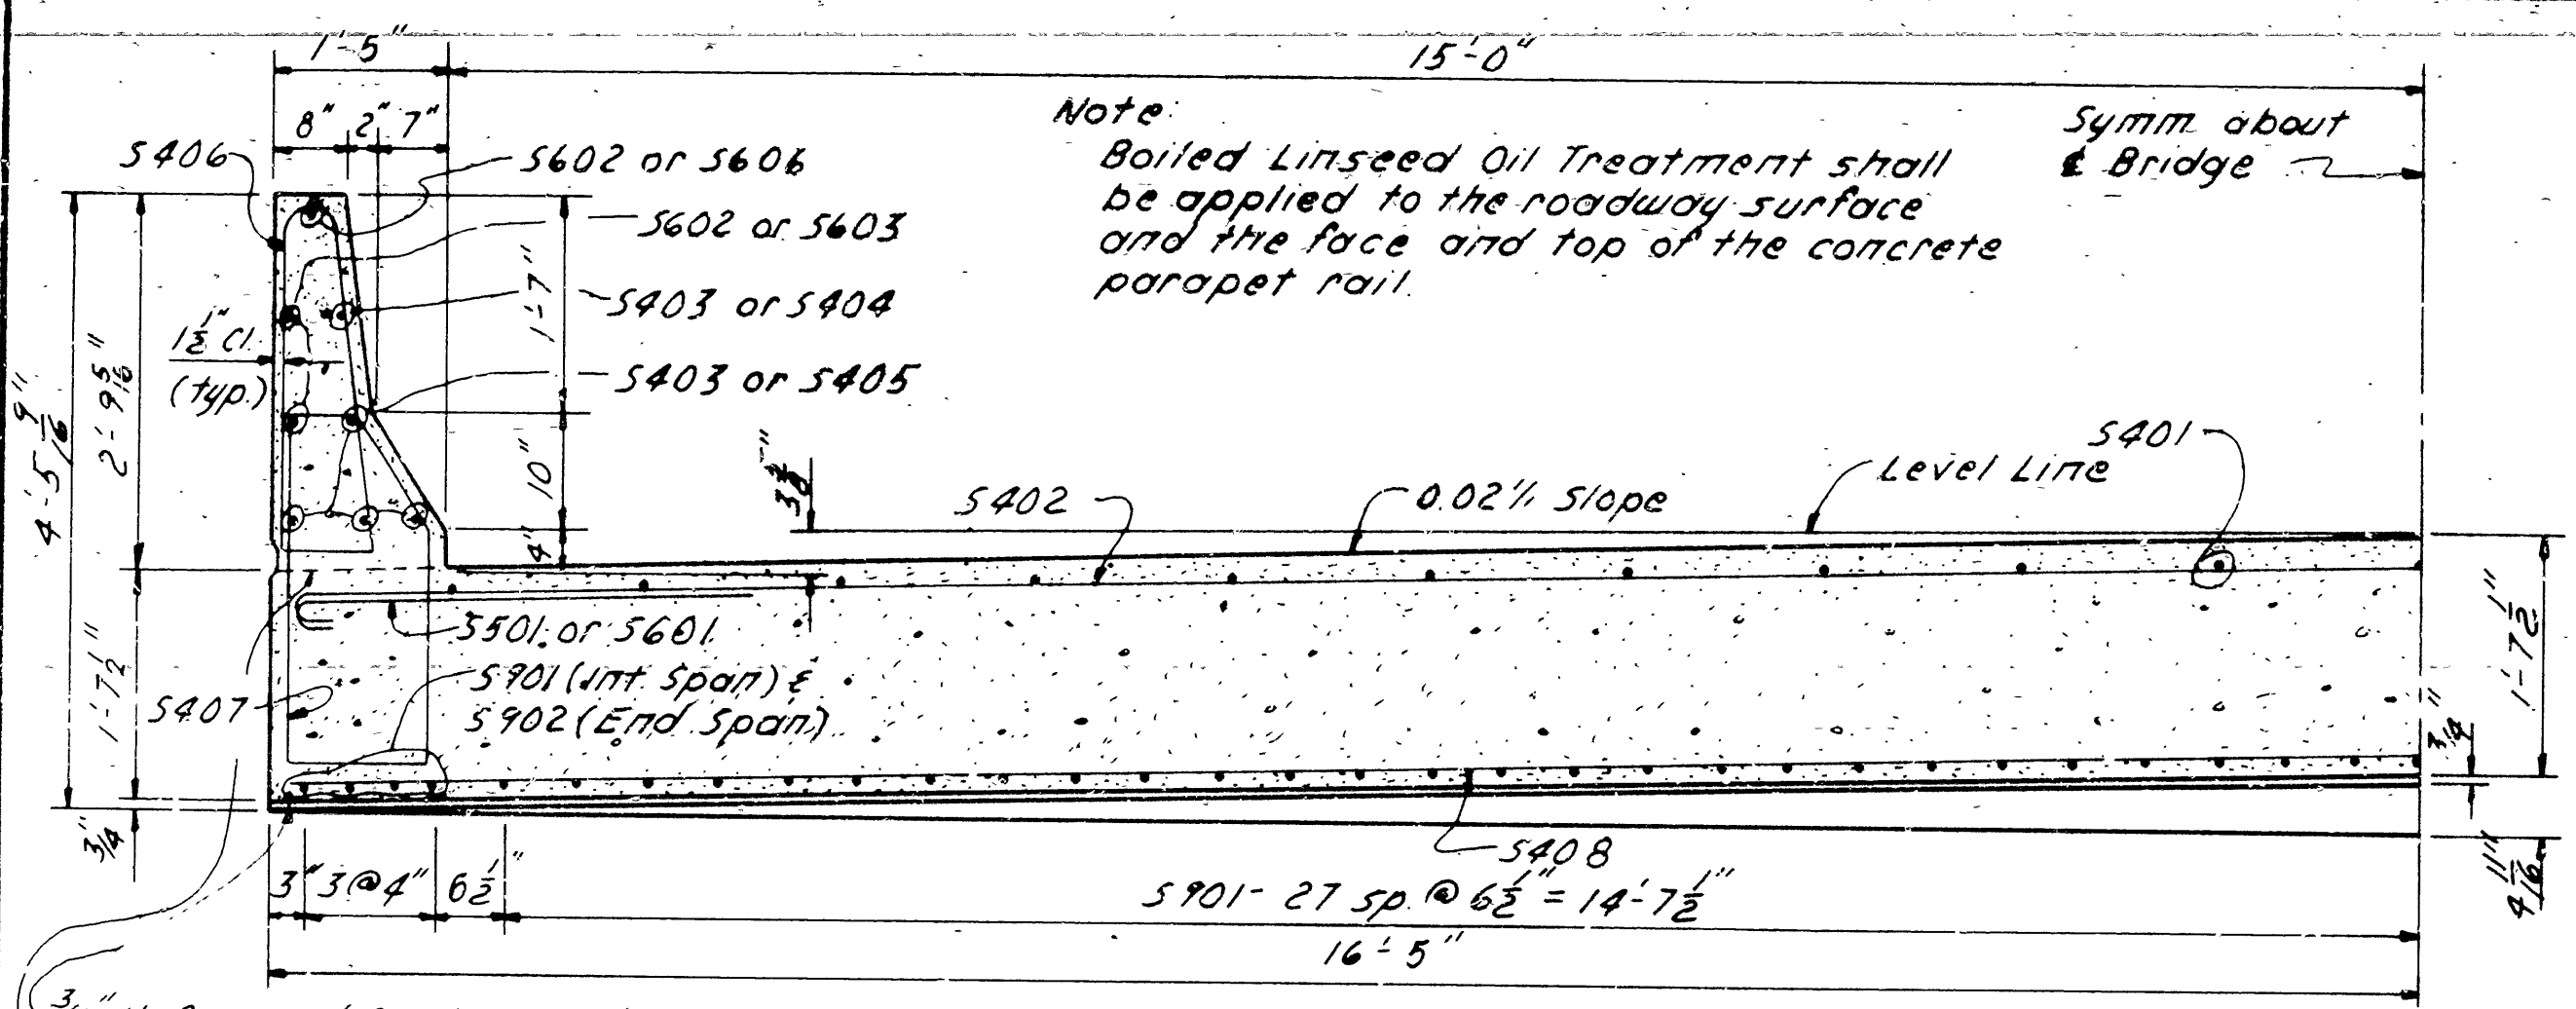 1'-5"
15'-0"
8" 2" 7"
Note:
Boiled Linseed Oil Treatment shall
be applied to the roadway surface
and the face and top of the concrete
parapet rail.
Symm about
℄ Bridge
S406
S602 or S606
S602 or S603
S403 or S404
S403 or S405
1½" Cl.
(typ.)
1'-7"
10"
4"
4'-5 9/16"
2'-9 5/16"
1'-7½"
¾"
S402
0.02'/' Slope
Level Line
S401
S501 or S601
S901 (Int. Span) &
S902 (End Span)
S407
S408
1'-7½"
¾"
4 11/16"
3" 3@4" 6½"
S901- 27 sp. @ 6½" = 14'-7½"
16'-5"